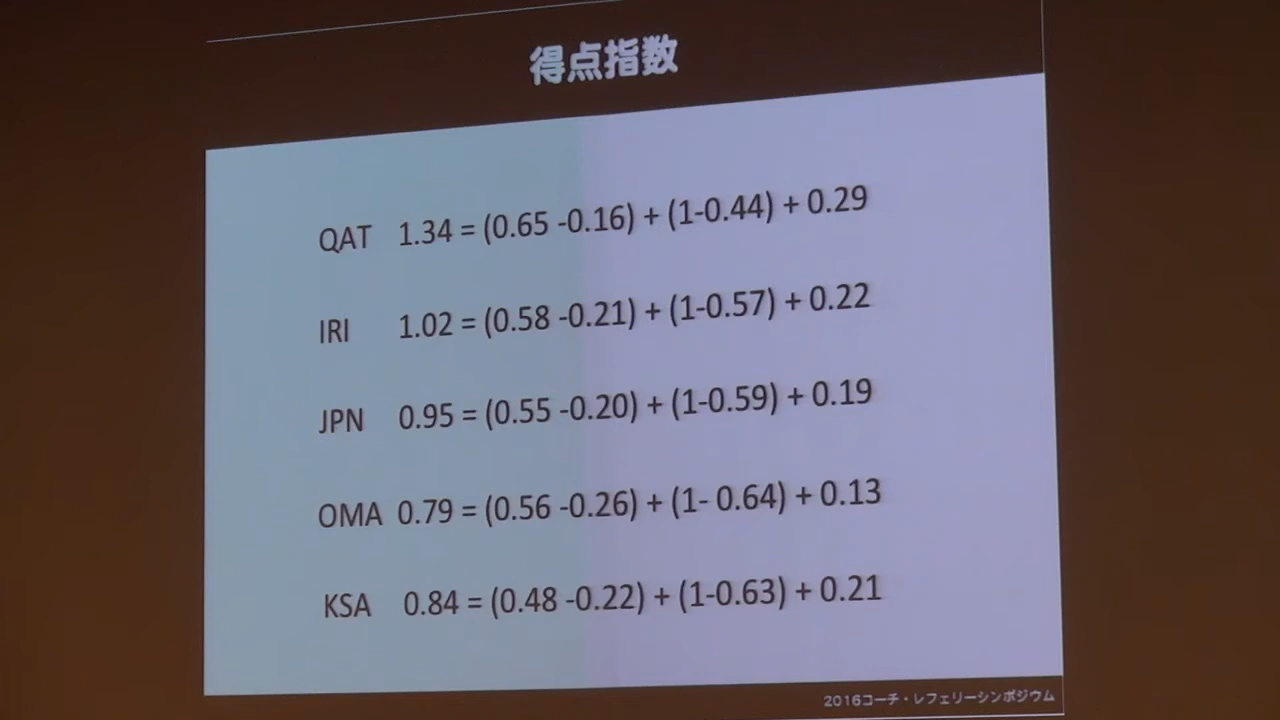 得点指数
QAT 1.34 = (0.65 -0.16) + (1-0.44) + 0.29
IRI 1.02 = (0.58 -0.21) + (1-0.57) + 0.22
JPN 0.95 = (0.55 -0.20) + (1-0.59) + 0.19
OMA 0.79 = (0.56 -0.26) + (1- 0.64) + 0.13
KSA 0.84 = (0.48 -0.22) + (1-0.63) + 0.21
2016コーチ・レフェリーシンポジウム